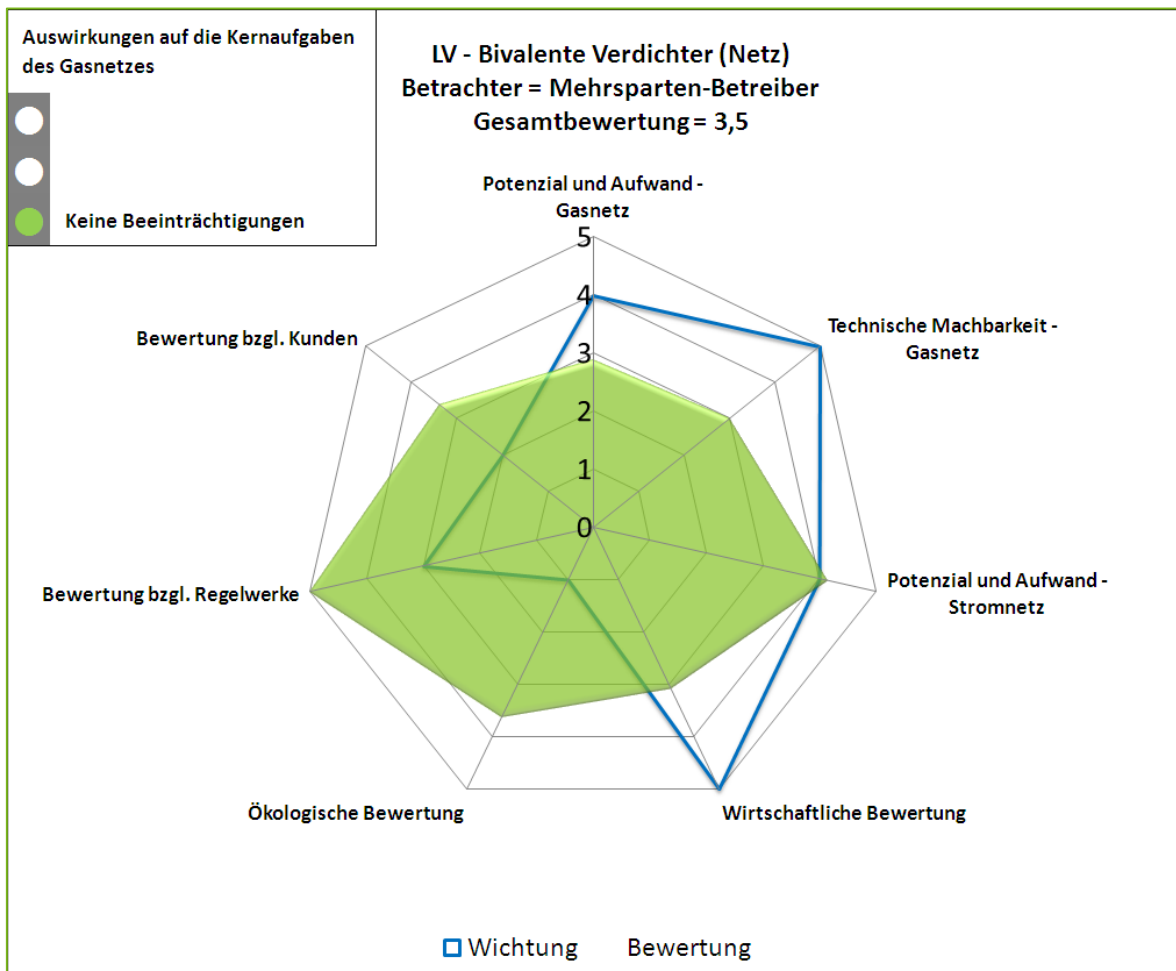 Auswirkungen auf die Kernaufgaben
des Gasnetzes
Keine Beeinträchtigungen
LV - Bivalente Verdichter (Netz)
Betrachter = Mehrsparten-Betreiber
Gesamtbewertung = 3,5
Potenzial und Aufwand -
Gasnetz
5
4
3
2
1
0
Technische Machbarkeit -
Gasnetz
Potenzial und Aufwand -
Stromnetz
Wirtschaftliche Bewertung
Ökologische Bewertung
Bewertung bzgl. Regelwerke
Bewertung bzgl. Kunden
Wichtung Bewertung